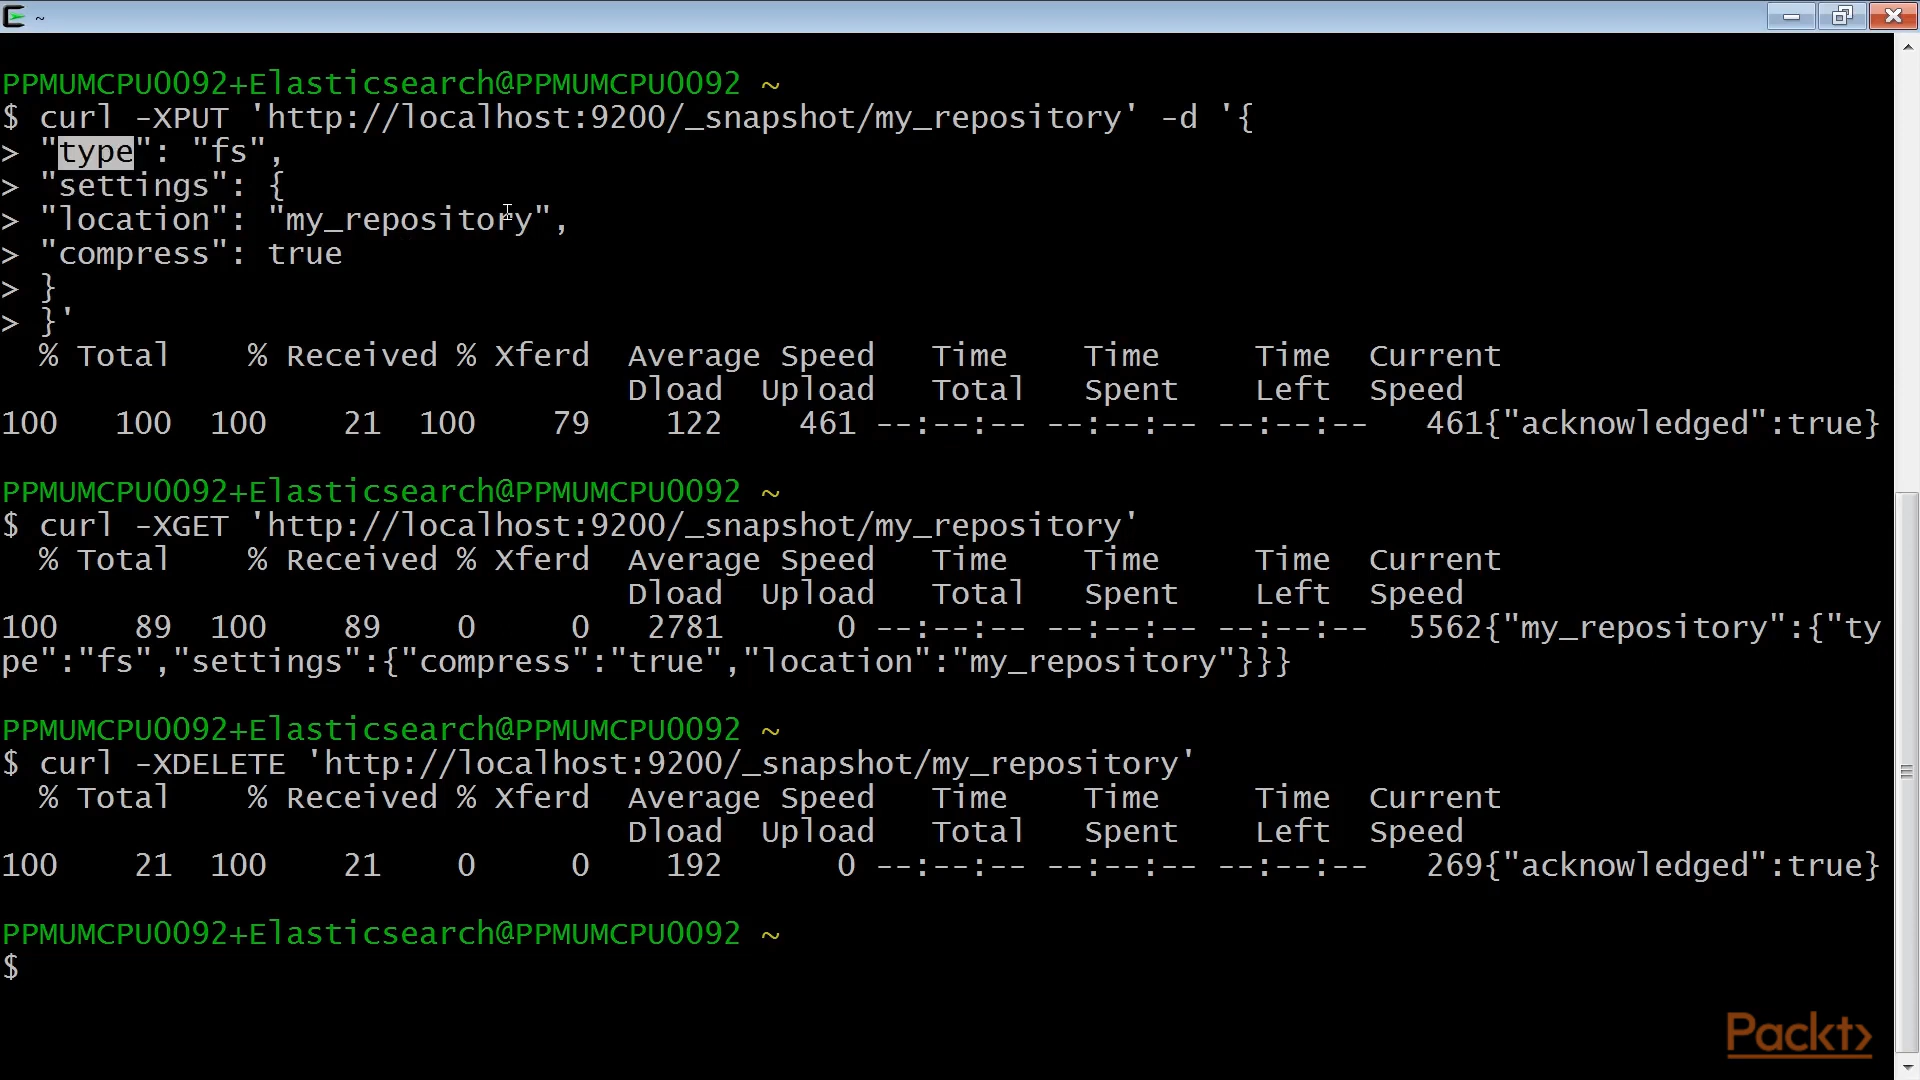 ~
PPMUMCPU0092+Elasticsearch@PPMUMCPU0092 ~
$ curl -XPUT 'http://localhost:9200/_snapshot/my_repository' -d '{
> "type": "fs",
> "settings": {
> "location": "my_repository",
> "compress": true
> }
> }'
% Total % Received % Xferd Average Speed Time Time Time Current
Dload Upload Total Spent Left Speed
100 100 100 21 100 79 122 461 --:--:-- --:--:-- --:--:-- 461{"acknowledged":true}
PPMUMCPU0092+Elasticsearch@PPMUMCPU0092 ~
$ curl -XGET 'http://localhost:9200/_snapshot/my_repository'
% Total % Received % Xferd Average Speed Time Time Time Current
Dload Upload Total Spent Left Speed
100 89 100 89 0 0 2781 0 --:--:-- --:--:-- --:--:-- 5562{"my_repository":{"ty
pe":"fs","settings":{"compress":"true","location":"my_repository"}}}
PPMUMCPU0092+Elasticsearch@PPMUMCPU0092 ~
$ curl -XDELETE 'http://localhost:9200/_snapshot/my_repository'
% Total % Received % Xferd Average Speed Time Time Time Current
Dload Upload Total Spent Left Speed
100 21 100 21 0 0 192 0 --:--:-- --:--:-- --:--:-- 269{"acknowledged":true}
PPMUMCPU0092+Elasticsearch@PPMUMCPU0092 ~
$
Packt>